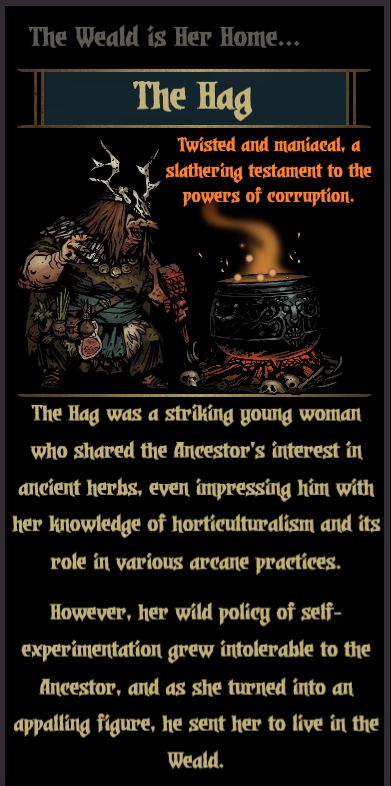 The Weald is Her Home...
The Hag
Twisted and maniacal, a
slathering testament to the
powers of corruption.
The Hag was a striking young woman
who shared the Ancestor's interest in
ancient herbs, even impressing him with
her knowledge of horticulturalism and its
role in various arcane practices.
However, her wild policy of self-
experimentation grew intolerable to the
Ancestor, and as she turned into an
appalling figure, he sent her to live in the
Weald.